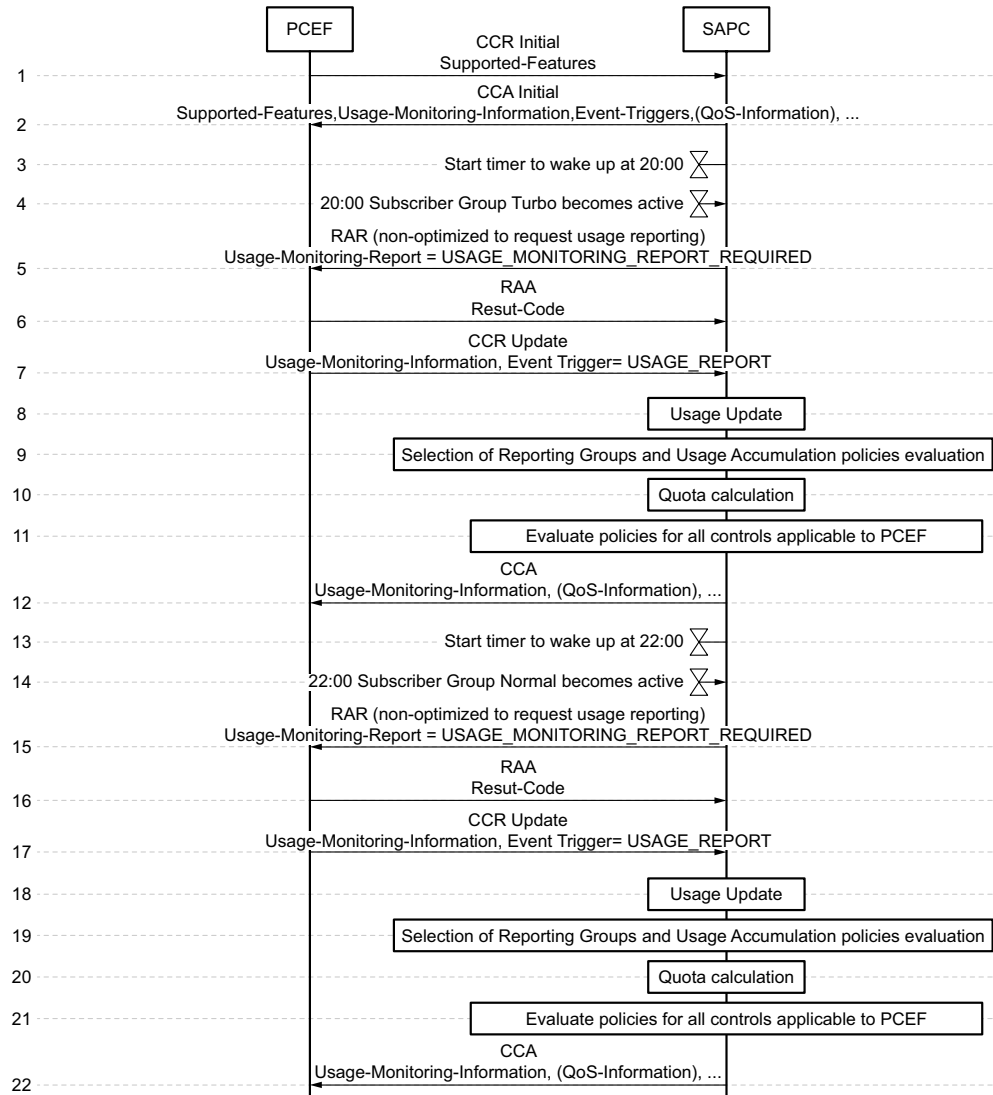 PCEF
SAPC
CCR Initial
1
Supported-Features
CCA Initial
Supported-Features,Usage-Monitoring-Information,Event-Triggers,(QoS-Information), ...
2
3
Start timer to wake up at 20:00
4
20:00 Subscriber Group Turbo becomes active
RAR (non-optimized to request usage reporting)
Usage-Monitoring-Report = USAGE_MONITORING_REPORT_REQUIRED
5
RAA
Resut-Code
6
CCR Update
Usage-Monitoring-Information, Event Trigger= USAGE_REPORT
7
8
Usage Update
9
Selection of Reporting Groups and Usage Accumulation policies evaluation
10
Quota calculation
11
Evaluate policies for all controls applicable to PCEF
CCA
Usage-Monitoring-Information, (QoS-Information), ...
12
13
Start timer to wake up at 22:00
14
22:00 Subscriber Group Normal becomes active
RAR (non-optimized to request usage reporting)
Usage-Monitoring-Report = USAGE_MONITORING_REPORT_REQUIRED
15
RAA
Resut-Code
16
CCR Update
Usage-Monitoring-Information, Event Trigger= USAGE_REPORT
17
18
Usage Update
19
Selection of Reporting Groups and Usage Accumulation policies evaluation
20
Quota calculation
21
Evaluate policies for all controls applicable to PCEF
CCA
Usage-Monitoring-Information, (QoS-Information), ...
22